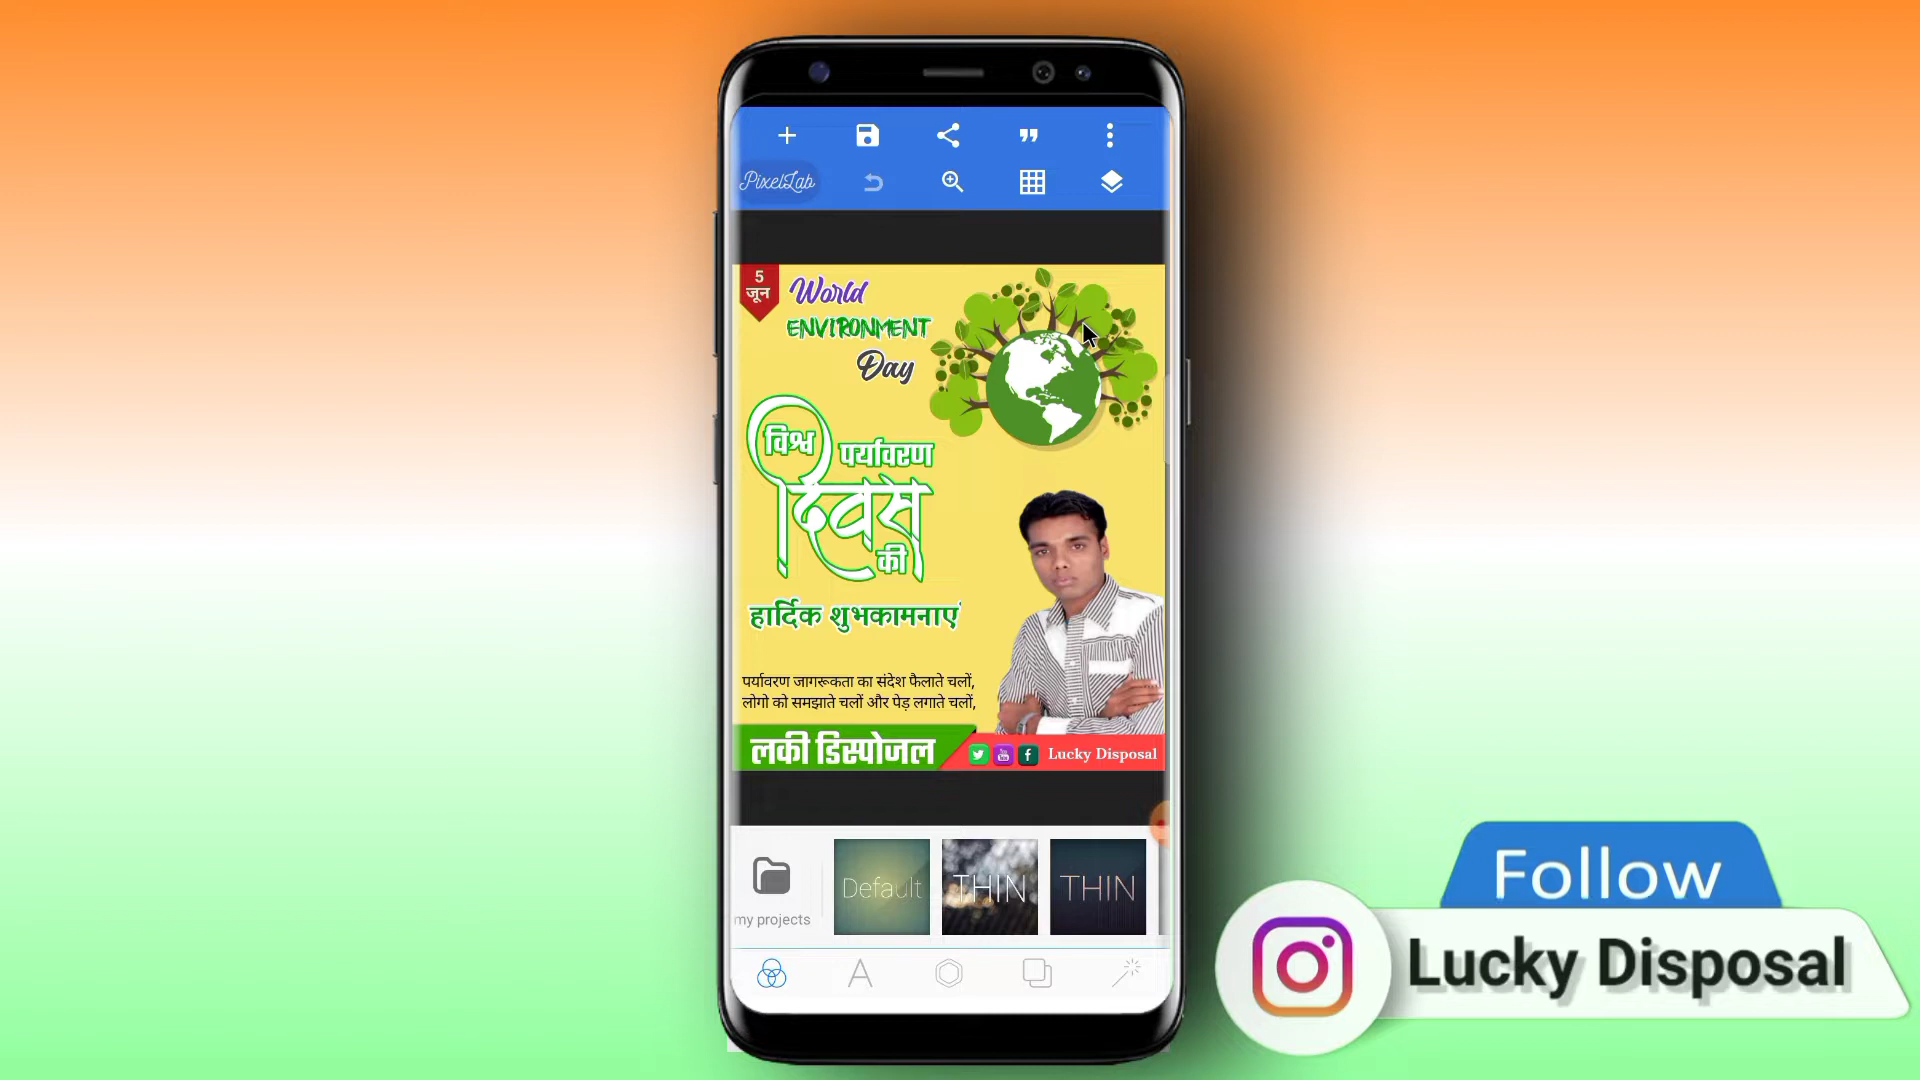 PixelLab
5
जून
World
ENVIRONMENT
Day
विश्व पर्यावरण
दिवस
की
हार्दिक शुभकामनाएं
पर्यावरण जागरूकता का संदेश फैलाते चलों,
लोगो को समझाते चलों और पेड़ लगाते चलों,
लकी डिस्पोजल
You
Lucky Disposal
Default
THIN
THIN
my projects
Follow
Lucky Disposal